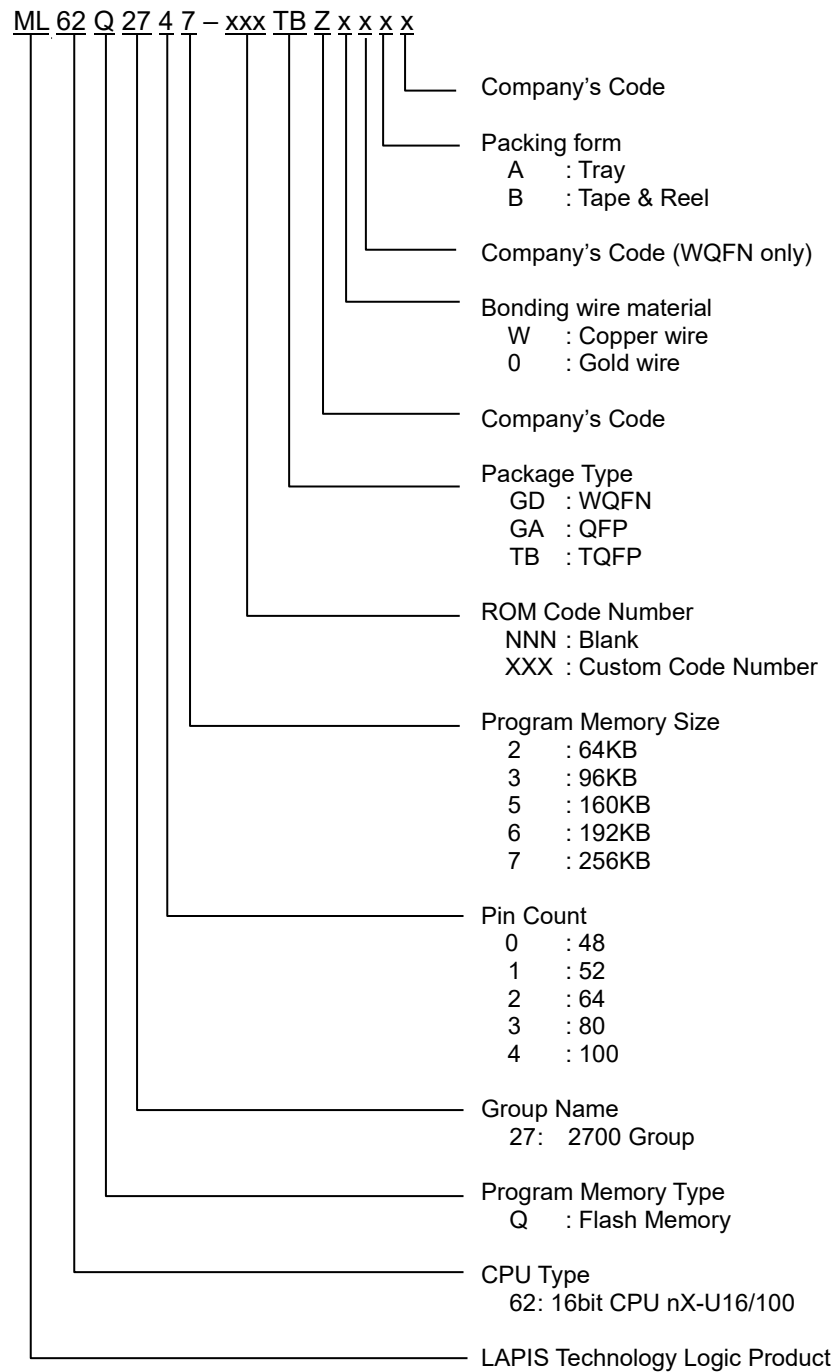 ML 62 Q 27 4 7 – xxx TB Z x x x x
Company's Code
Packing form
A : Tray
B : Tape & Reel
Company's Code (WQFN only)
Bonding wire material
W : Copper wire
0 : Gold wire
Company's Code
Package Type
GD : WQFN
GA : QFP
TB : TQFP
ROM Code Number
NNN : Blank
XXX : Custom Code Number
Program Memory Size
2 : 64KB
3 : 96KB
5 : 160KB
6 : 192KB
7 : 256KB
Pin Count
0 : 48
1 : 52
2 : 64
3 : 80
4 : 100
Group Name
27: 2700 Group
Program Memory Type
Q : Flash Memory
CPU Type
62: 16bit CPU nX-U16/100
LAPIS Technology Logic Product